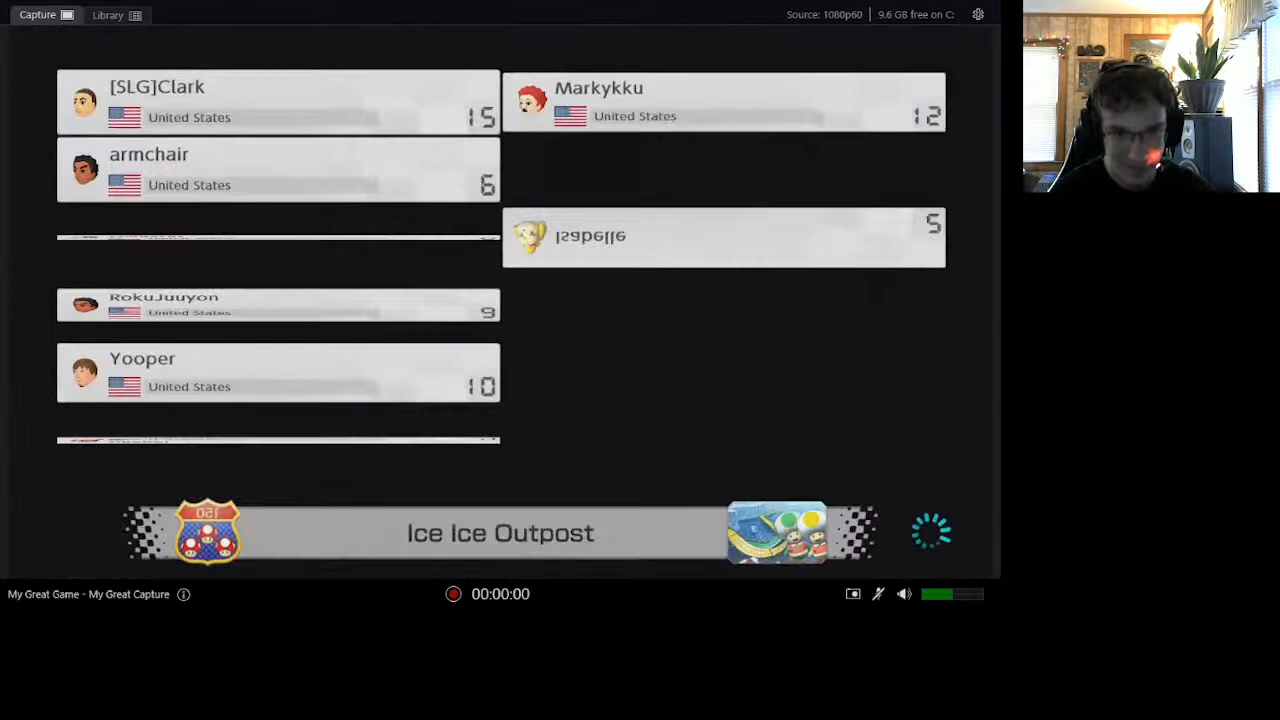 Capture
Library
Source: 1080p60
9.6 GB free on C:
[SLG]Clark
United States
15
Markykku
United States
12
armchair
United States
6
Isabelle
5
RokuJuuyon
United States
9
Yooper
United States
10
150
Ice Ice Outpost
My Great Game - My Great Capture
00:00:00